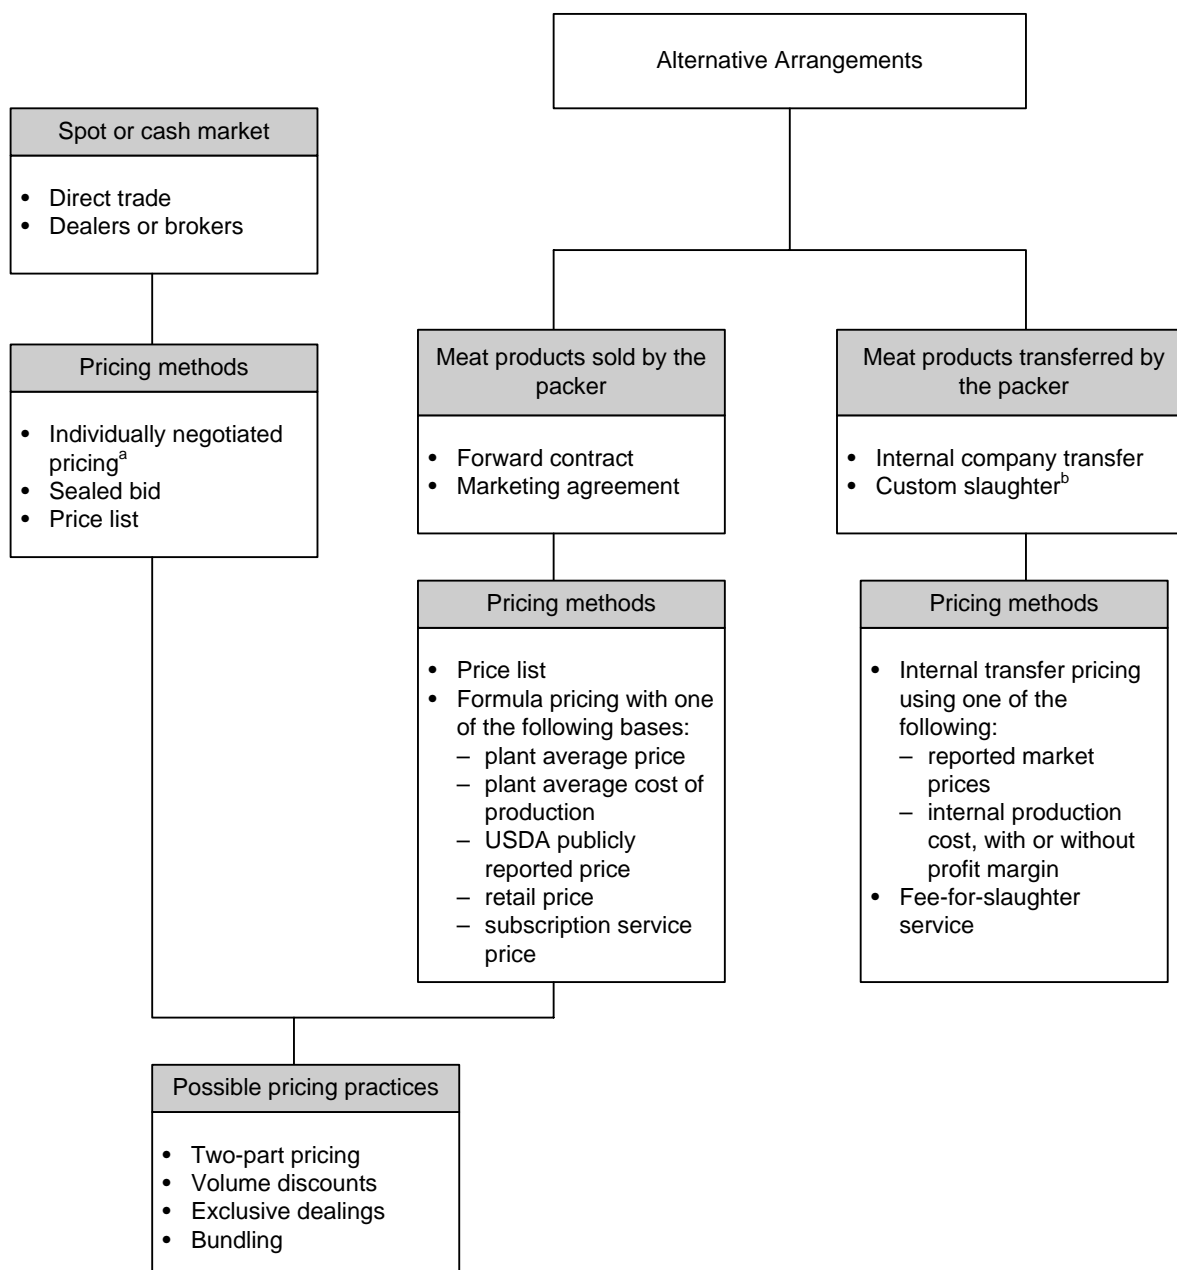 Alternative Arrangements
Spot or cash market
• Direct trade
• Dealers or brokers
Pricing methods
• Individually negotiated
pricingᵃ
• Sealed bid
• Price list
Meat products sold by the
packer
• Forward contract
• Marketing agreement
Meat products transferred by
the packer
• Internal company transfer
• Custom slaughterᵇ
Pricing methods
• Price list
• Formula pricing with one
of the following bases:
– plant average price
– plant average cost of
production
– USDA publicly
reported price
– retail price
– subscription service
price
Pricing methods
• Internal transfer pricing
using one of the
following:
– reported market
prices
– internal production
cost, with or without
profit margin
• Fee-for-slaughter
service
Possible pricing practices
• Two-part pricing
• Volume discounts
• Exclusive dealings
• Bundling